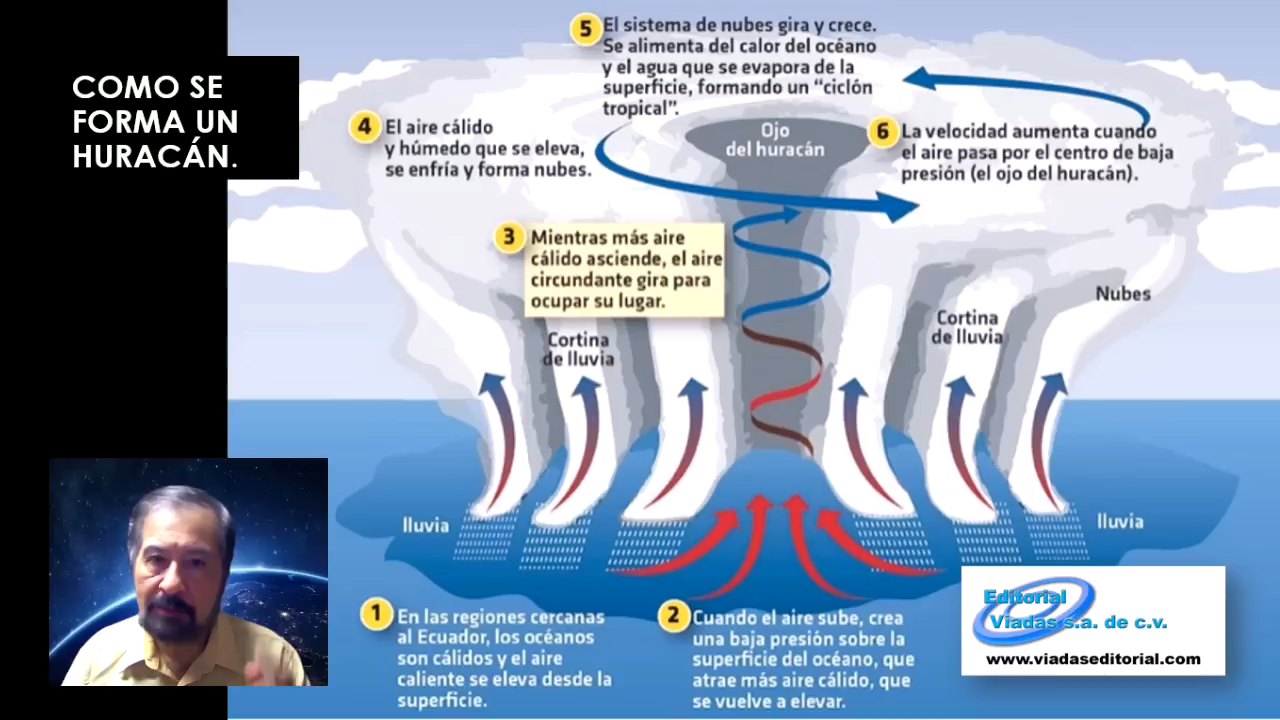 COMO SE
FORMA UN
HURACÁN.
5
El sistema de nubes gira y crece.
Se alimenta del calor del océano
y el agua que se evapora de la
superficie, formando un “ciclón
tropical”.
4
El aire cálido
y húmedo que se eleva,
se enfría y forma nubes.
Ojo
del huracán
6
La velocidad aumenta cuando
el aire pasa por el centro de baja
presión (el ojo del huracán).
3
Mientras más aire
cálido asciende, el aire
circundante gira para
ocupar su lugar.
Nubes
Cortina
de lluvia
Cortina
de lluvia
lluvia
lluvia
1
En las regiones cercanas
al Ecuador, los océanos
son cálidos y el aire
caliente se eleva desde la
superficie.
2
Cuando el aire sube, crea
una baja presión sobre la
superficie del océano, que
atrae más aire cálido, que
se vuelve a elevar.
Editorial
Viadas s.a. de c.v.
www.viadaseditorial.com